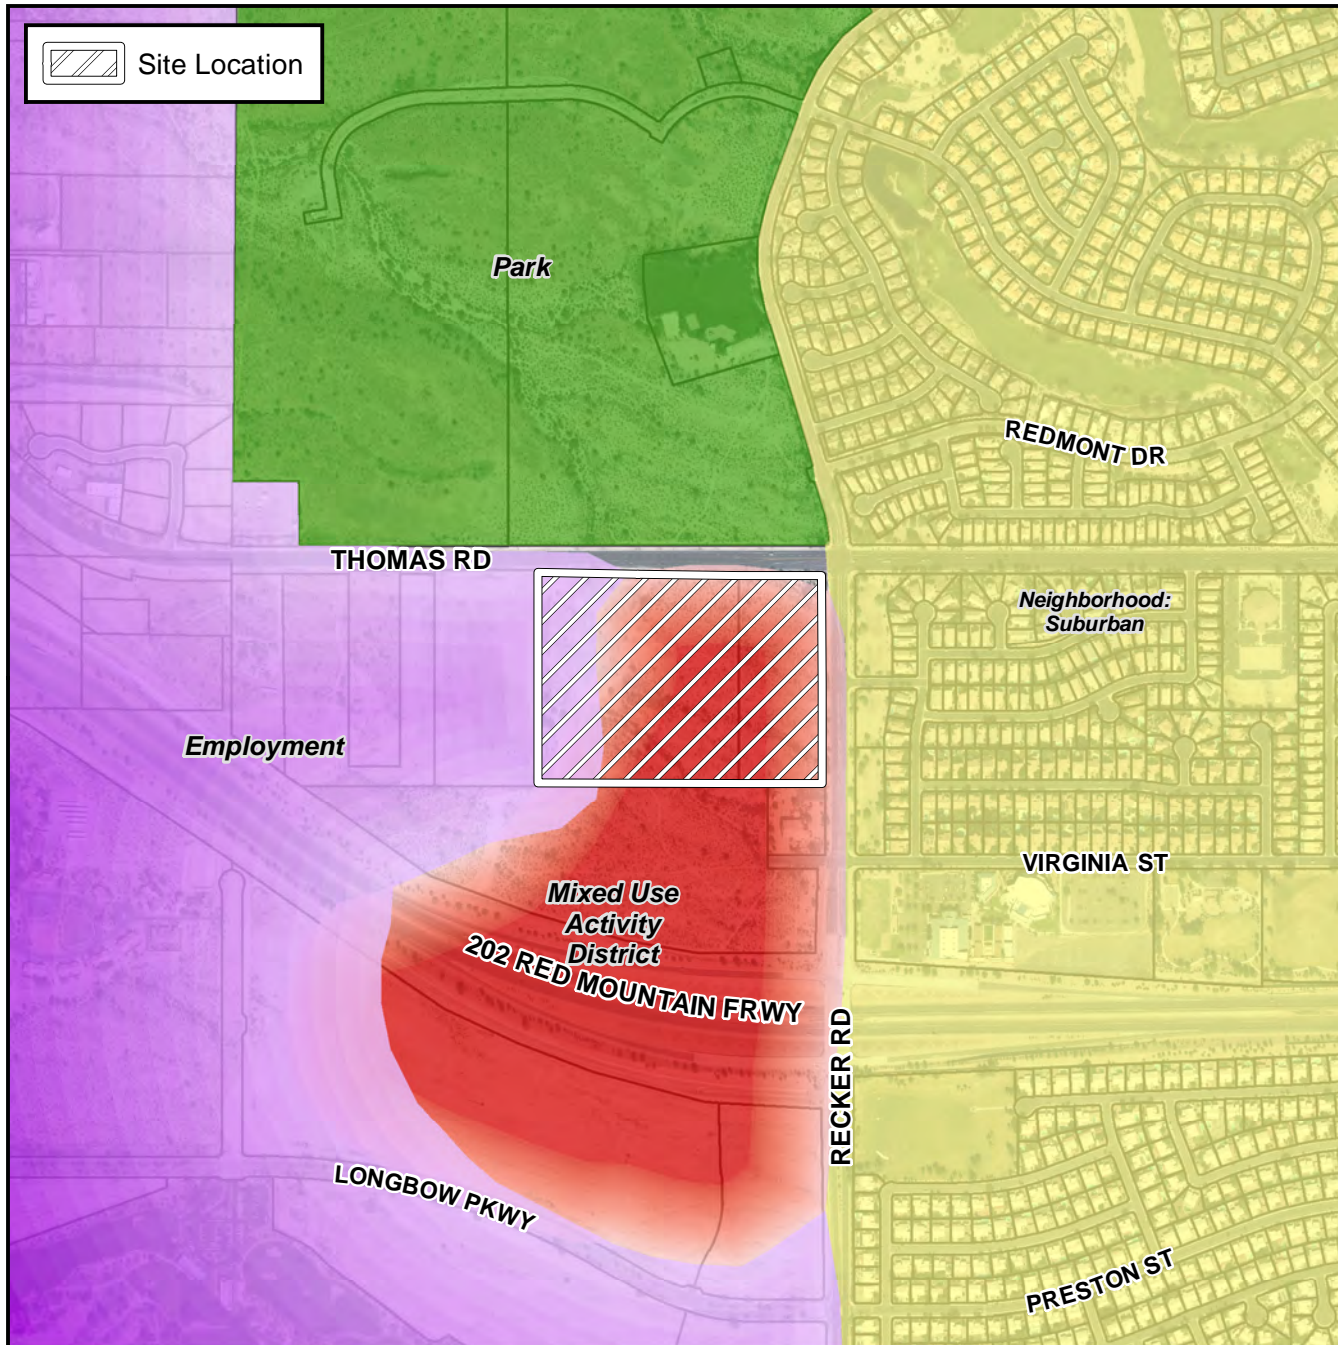 Site Location
Park
REDMONT DR
THOMAS RD
Neighborhood:
Suburban
Employment
VIRGINIA ST
Mixed Use
Activity
District
202 RED MOUNTAIN FRWY
RECKER RD
LONGBOW PKWY
PRESTON ST